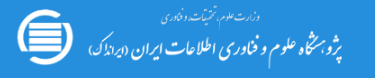 وزارت علوم، تحقیقات و فناوری
پژوهشگاه علوم و فناوری اطلاعات ایران (ایرانداک)